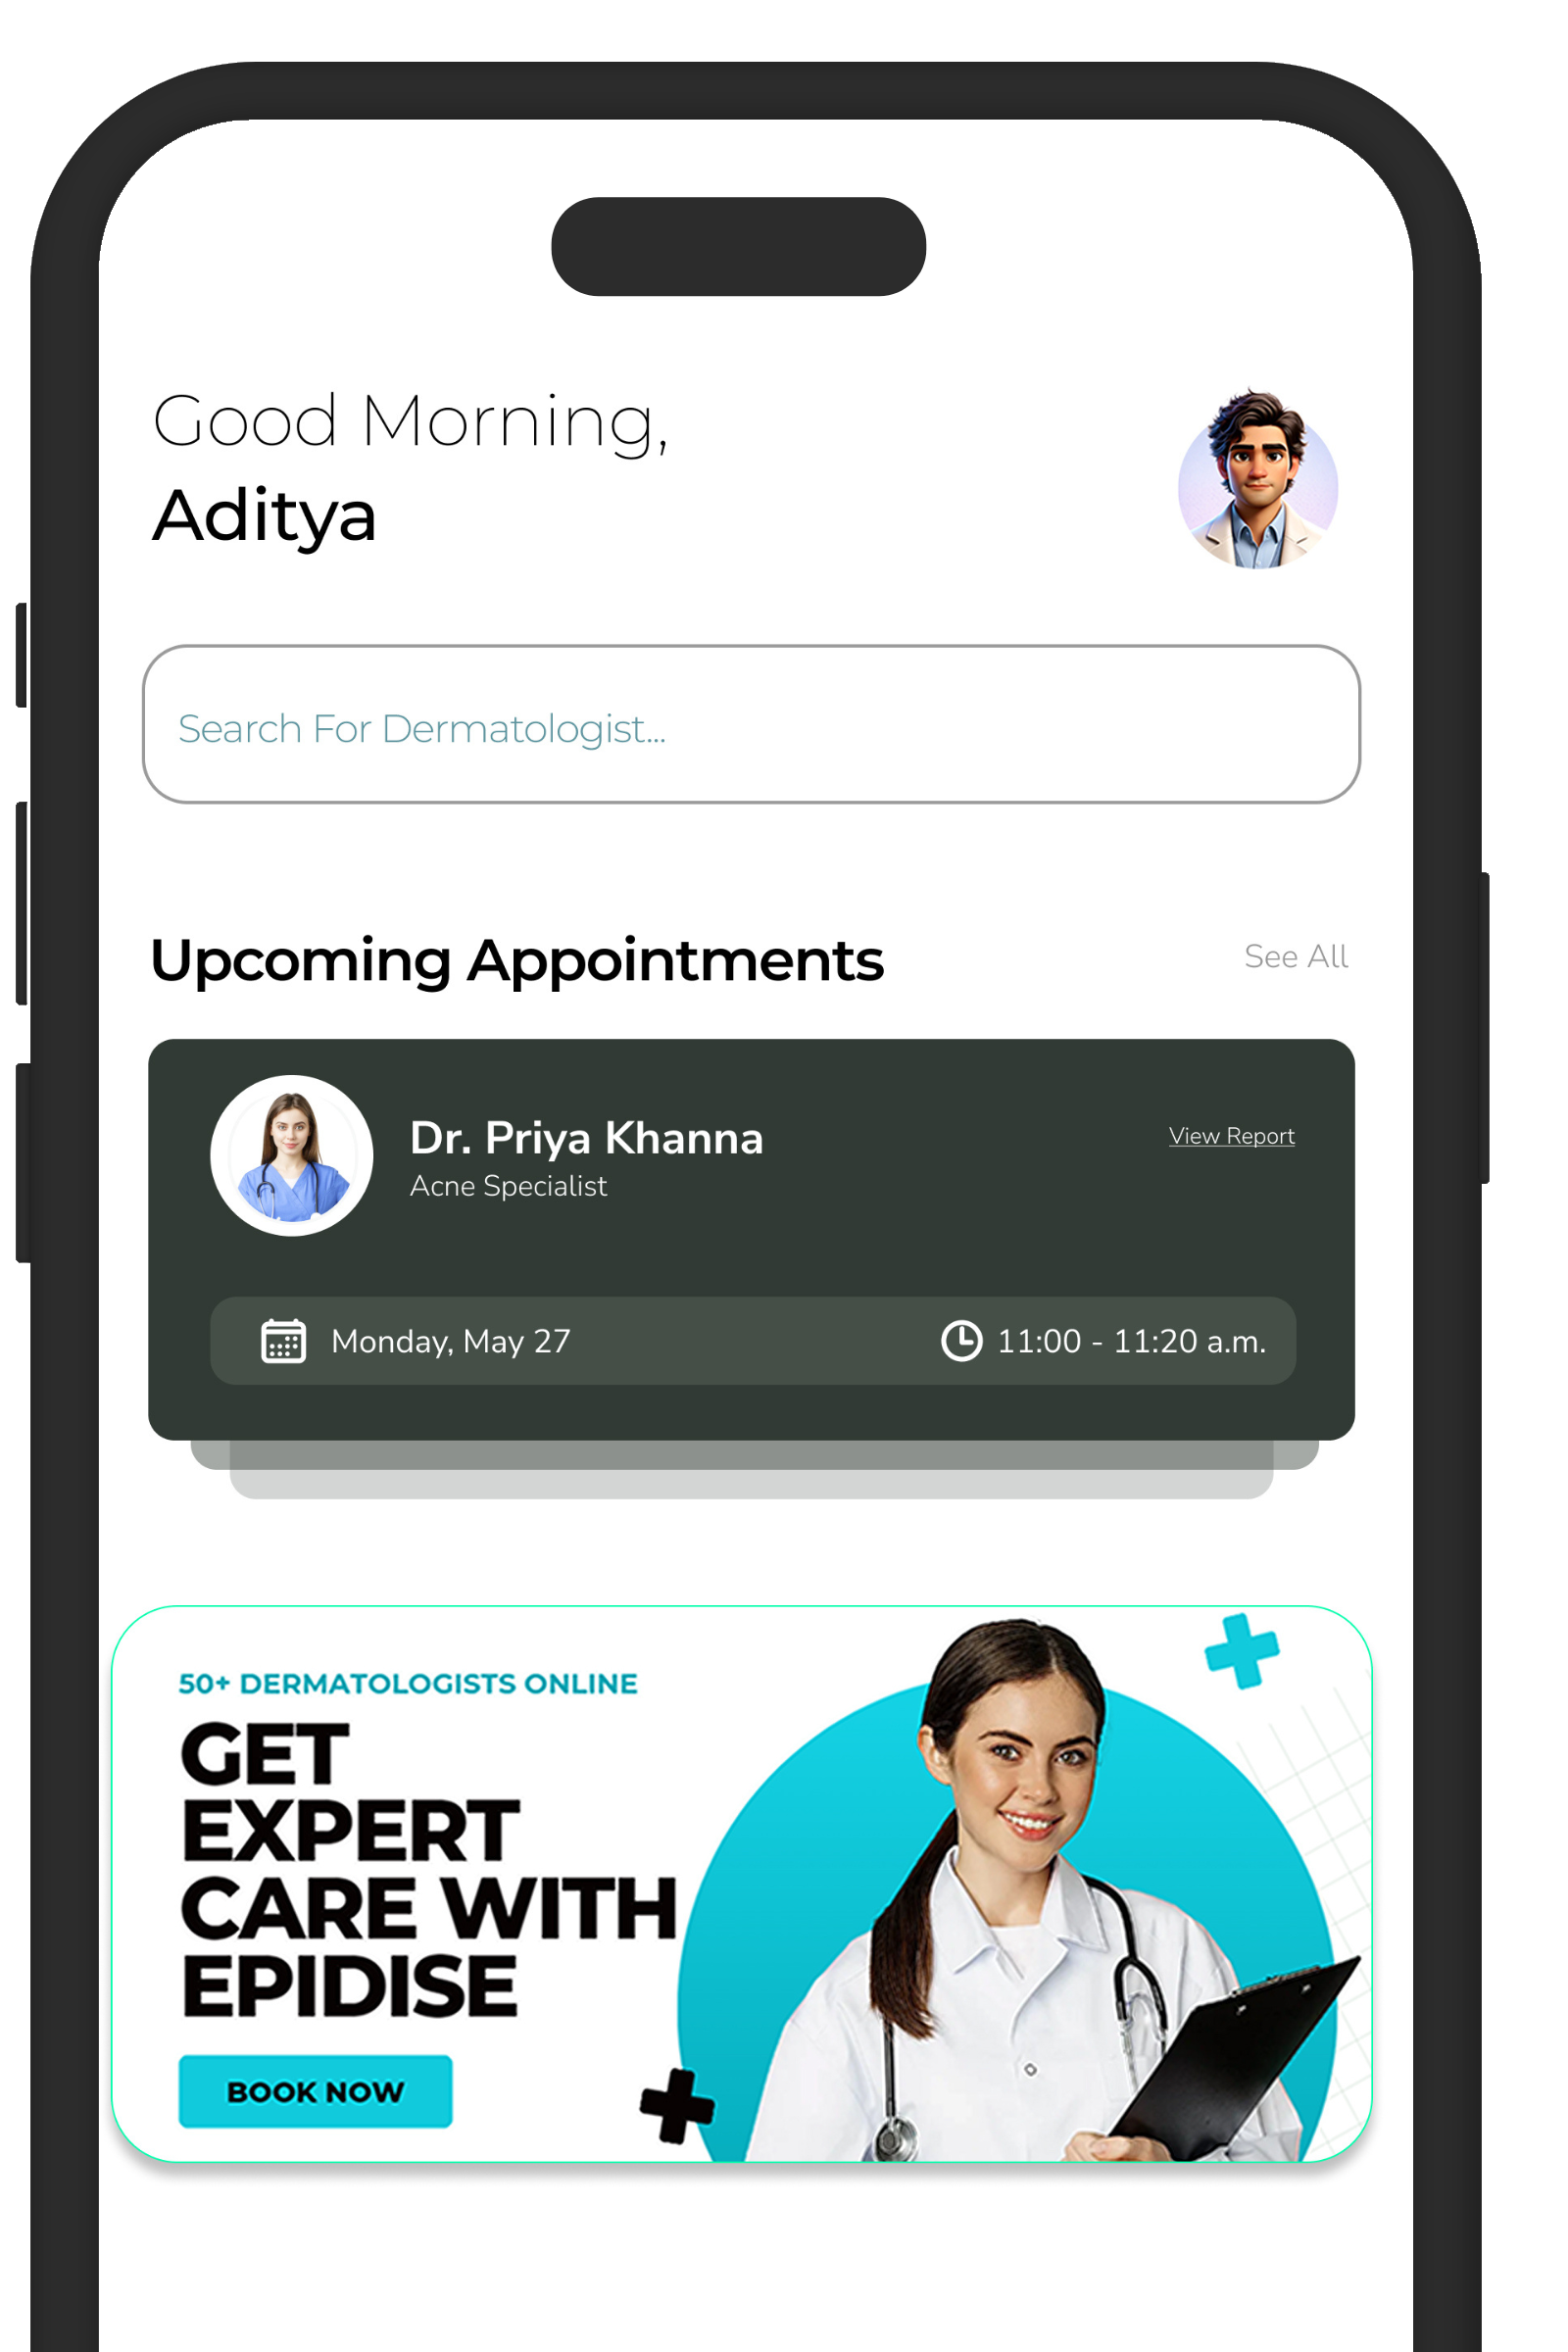 Good Morning,
Aditya
Search For Dermatologist...
Upcoming Appointments
See All
Dr. Priya Khanna
View Report
Acne Specialist
Monday, May 27
11:00 - 11:20 a.m.
50+ DERMATOLOGISTS ONLINE
GET
EXPERT
CARE WITH
EPIDISE
BOOK NOW